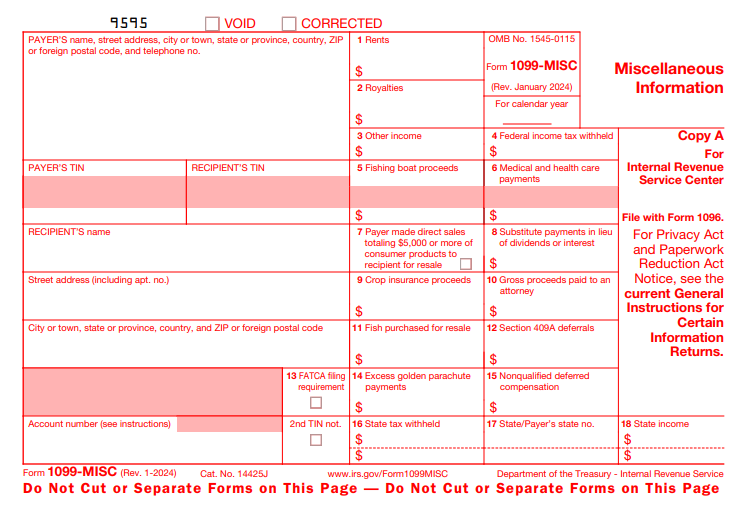 9595
VOID
CORRECTED
PAYER'S name, street address, city or town, state or province, country, ZIP
or foreign postal code, and telephone no.
1 Rents
$
2 Royalties
$
OMB No. 1545-0115
Form 1099-MISC
(Rev. January 2024)
For calendar year
Miscellaneous
Information
3 Other income
$
4 Federal income tax withheld
$
Copy A
For
Internal Revenue
Service Center
File with Form 1096.
For Privacy Act
and Paperwork
Reduction Act
Notice, see the
current General
Instructions for
Certain
Information
Returns.
PAYER'S TIN
RECIPIENT'S TIN
5 Fishing boat proceeds
$
6 Medical and health care
payments
$
RECIPIENT'S name
7 Payer made direct sales
totaling $5,000 or more of
consumer products to
recipient for resale
8 Substitute payments in lieu
of dividends or interest
$
Street address (including apt. no.)
9 Crop insurance proceeds
$
10 Gross proceeds paid to an
attorney
$
City or town, state or province, country, and ZIP or foreign postal code
11 Fish purchased for resale
$
12 Section 409A deferrals
$
13 FATCA filing
requirement
14 Excess golden parachute
payments
$
15 Nonqualified deferred
compensation
$
Account number (see instructions)
2nd TIN not.
16 State tax withheld
$
$
17 State/Payer's state no.
18 State income
$
$
Form 1099-MISC (Rev. 1-2024)
Cat. No. 14425J
www.irs.gov/Form1099MISC
Department of the Treasury - Internal Revenue Service
Do Not Cut or Separate Forms on This Page — Do Not Cut or Separate Forms on This Page